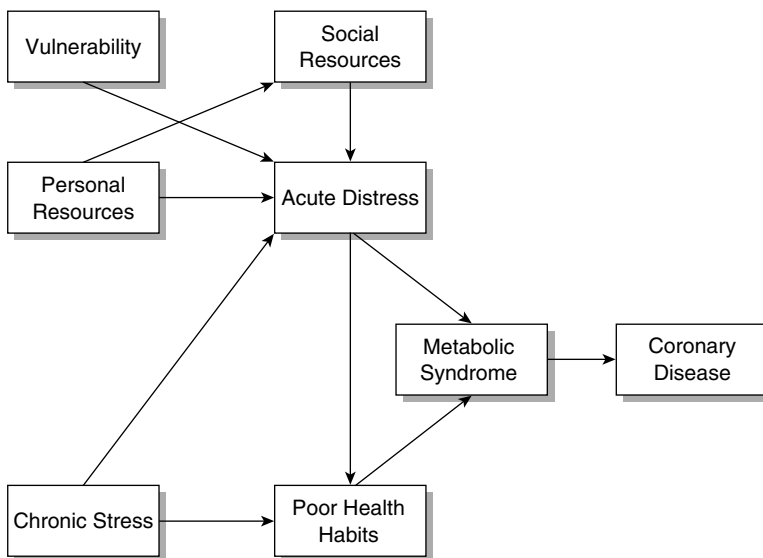 Vulnerability
Social
Resources
Personal
Resources
Acute Distress
Metabolic
Syndrome
Coronary
Disease
Chronic Stress
Poor Health
Habits